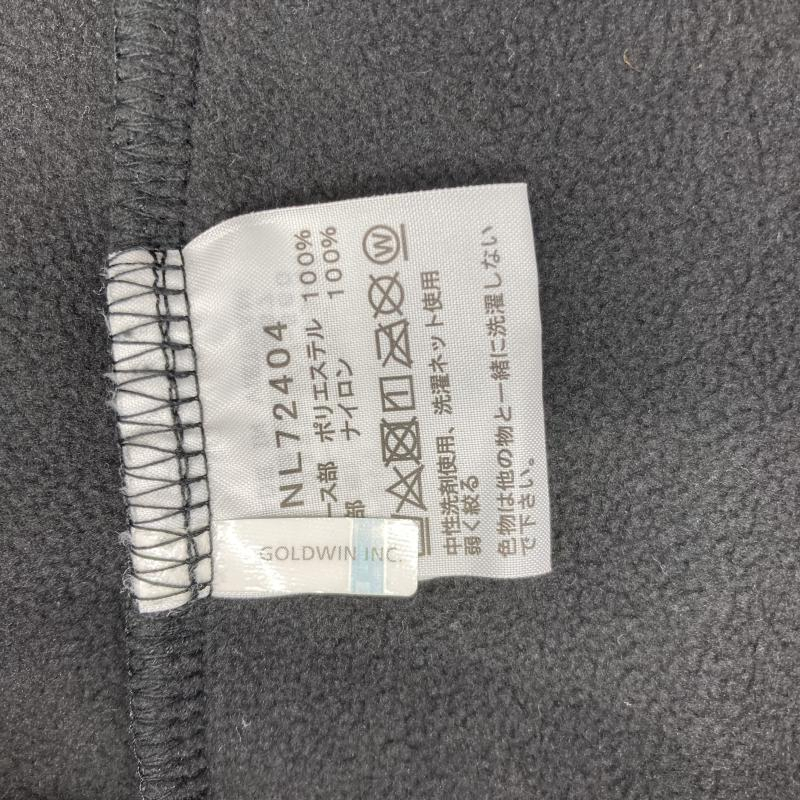 NL72404
ース部 ポリエステル 100%
部 ナイロン 100%
W
中性洗剤使用、洗濯ネット使用
弱く絞る
色物は他の物と一緒に洗濯しない
で下さい。
GOLDWIN INC.